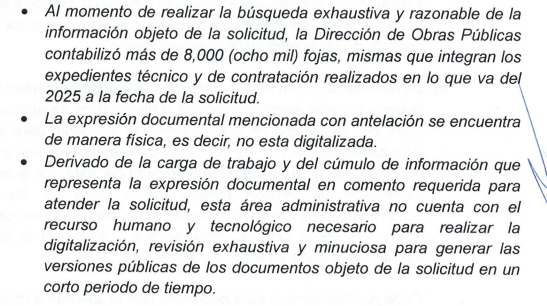 • Al momento de realizar la búsqueda exhaustiva y razonable de la
información objeto de la solicitud, la Dirección de Obras Públicas
contabilizó más de 8,000 (ocho mil) fojas, mismas que integran los
expedientes técnico y de contratación realizados en lo que va del
2025 a la fecha de la solicitud.
• La expresión documental mencionada con antelación se encuentra
de manera física, es decir, no esta digitalizada.
• Derivado de la carga de trabajo y del cúmulo de información que
representa la expresión documental en comento requerida para
atender la solicitud, esta área administrativa no cuenta con el
recurso humano y tecnológico necesario para realizar la
digitalización, revisión exhaustiva y minuciosa para generar las
versiones públicas de los documentos objeto de la solicitud en un
corto periodo de tiempo.